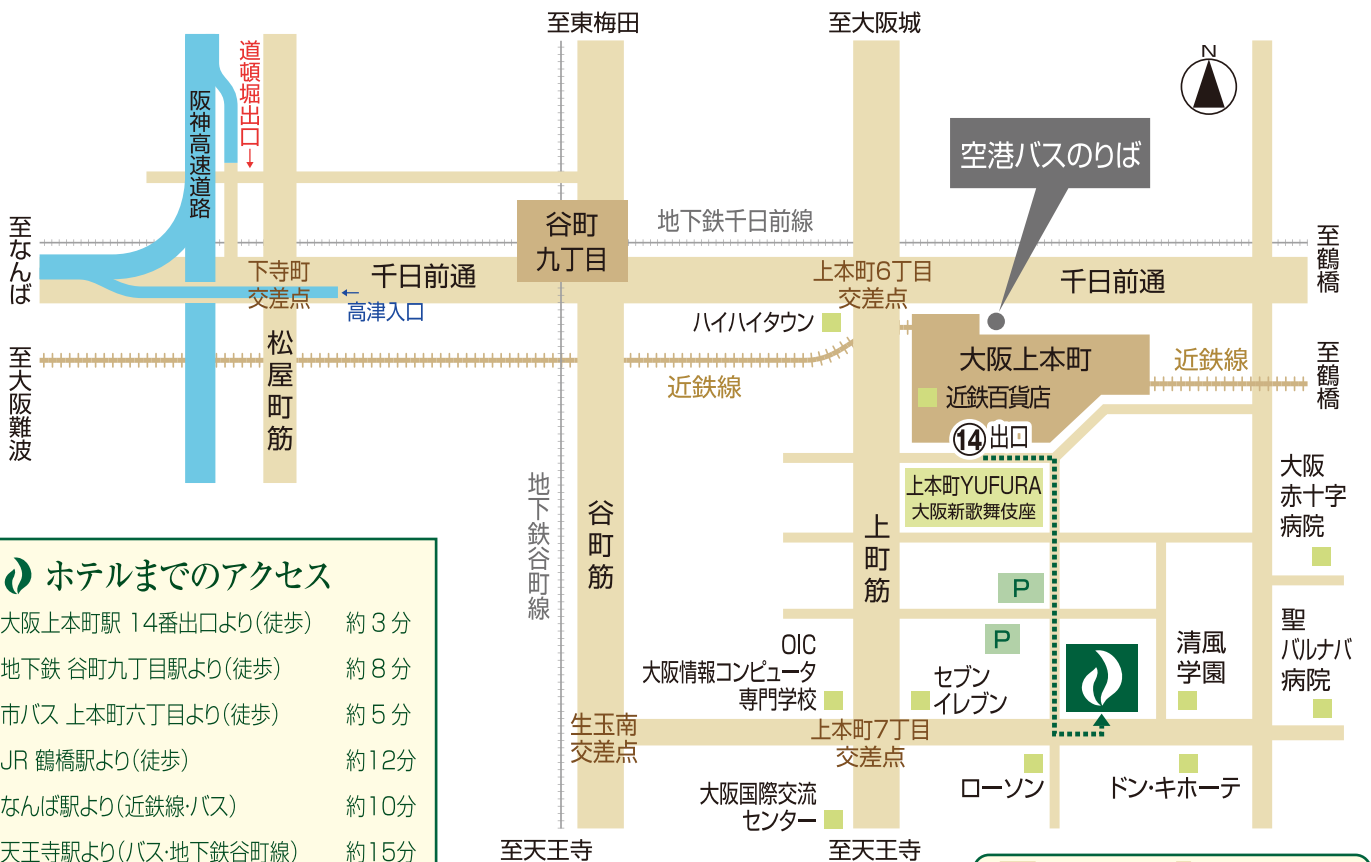 至東梅田
至大阪城
N
道頓堀出口
阪神高速道路
空港バスのりば
至なんば
谷町
九丁目
地下鉄千日前線
至鶴橋
下寺町
交差点
千日前通
上本町6丁目
交差点
千日前通
高津入口
ハイハイタウン
松屋町筋
至大阪難波
近鉄線
大阪上本町
近鉄百貨店
近鉄線
至鶴橋
14 出口
上本町YUFURA
大阪新歌舞伎座
大阪
赤十字
病院
地下鉄谷町線
谷町筋
上町筋
P
P
OIC
大阪情報コンピュータ
専門学校
セブン
イレブン
清風
学園
聖
バルナバ
病院
生玉南
交差点
上本町7丁目
交差点
ローソン
ドン・キホーテ
大阪国際交流
センター
至天王寺
至天王寺
ホテルまでのアクセス
大阪上本町駅 14番出口より(徒歩) 約3分
地下鉄 谷町九丁目駅より(徒歩) 約8分
市バス 上本町六丁目より(徒歩) 約5分
JR 鶴橋駅より(徒歩) 約12分
なんば駅より(近鉄線・バス) 約10分
天王寺駅より(バス・地下鉄谷町線) 約15分